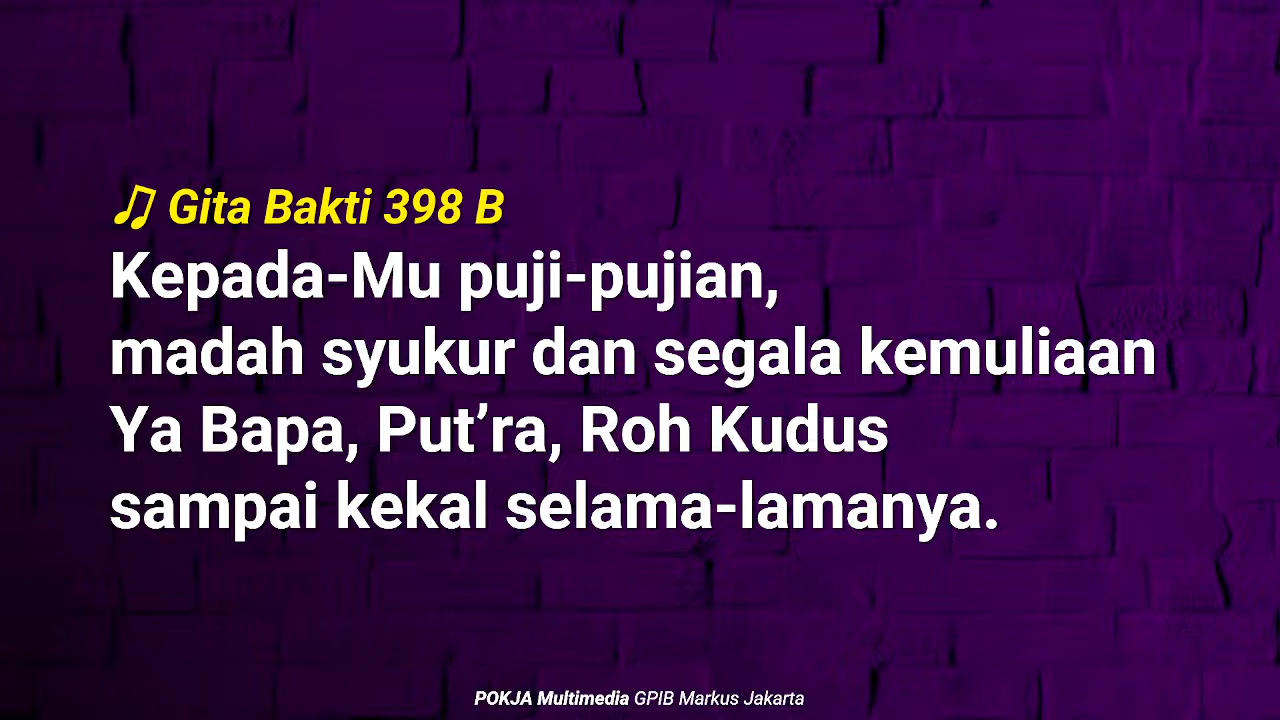 ♫ Gita Bakti 398 B
Kepada-Mu puji-pujian,
madah syukur dan segala kemuliaan
Ya Bapa, Put’ra, Roh Kudus
sampai kekal selama-lamanya.
POKJA Multimedia GPIB Markus Jakarta